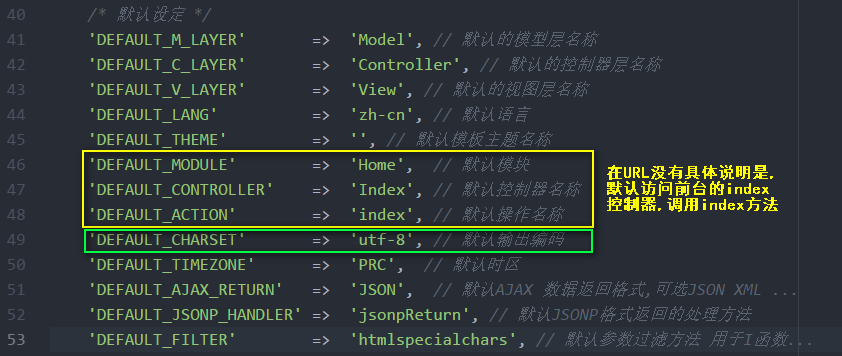 40 /* 默认设定 */
41 'DEFAULT_M_LAYER' => 'Model', // 默认的模型层名称
42 'DEFAULT_C_LAYER' => 'Controller', // 默认的控制器层名称
43 'DEFAULT_V_LAYER' => 'View', // 默认的视图层名称
44 'DEFAULT_LANG' => 'zh-cn', // 默认语言
45 'DEFAULT_THEME' => '', // 默认模板主题名称
46 'DEFAULT_MODULE' => 'Home', // 默认模块
47 'DEFAULT_CONTROLLER' => 'Index', // 默认控制器名称
48 'DEFAULT_ACTION' => 'index', // 默认操作名称
49 'DEFAULT_CHARSET' => 'utf-8', // 默认输出编码
50 'DEFAULT_TIMEZONE' => 'PRC', // 默认时区
51 'DEFAULT_AJAX_RETURN' => 'JSON', // 默认AJAX 数据返回格式,可选JSON XML ...
52 'DEFAULT_JSONP_HANDLER' => 'jsonpReturn', // 默认JSONP格式返回的处理方法
53 'DEFAULT_FILTER' => 'htmlspecialchars', // 默认参数过滤方法 用于I函数...
在URL没有具体说明是,
默认访问前台的index
控制器,调用index方法